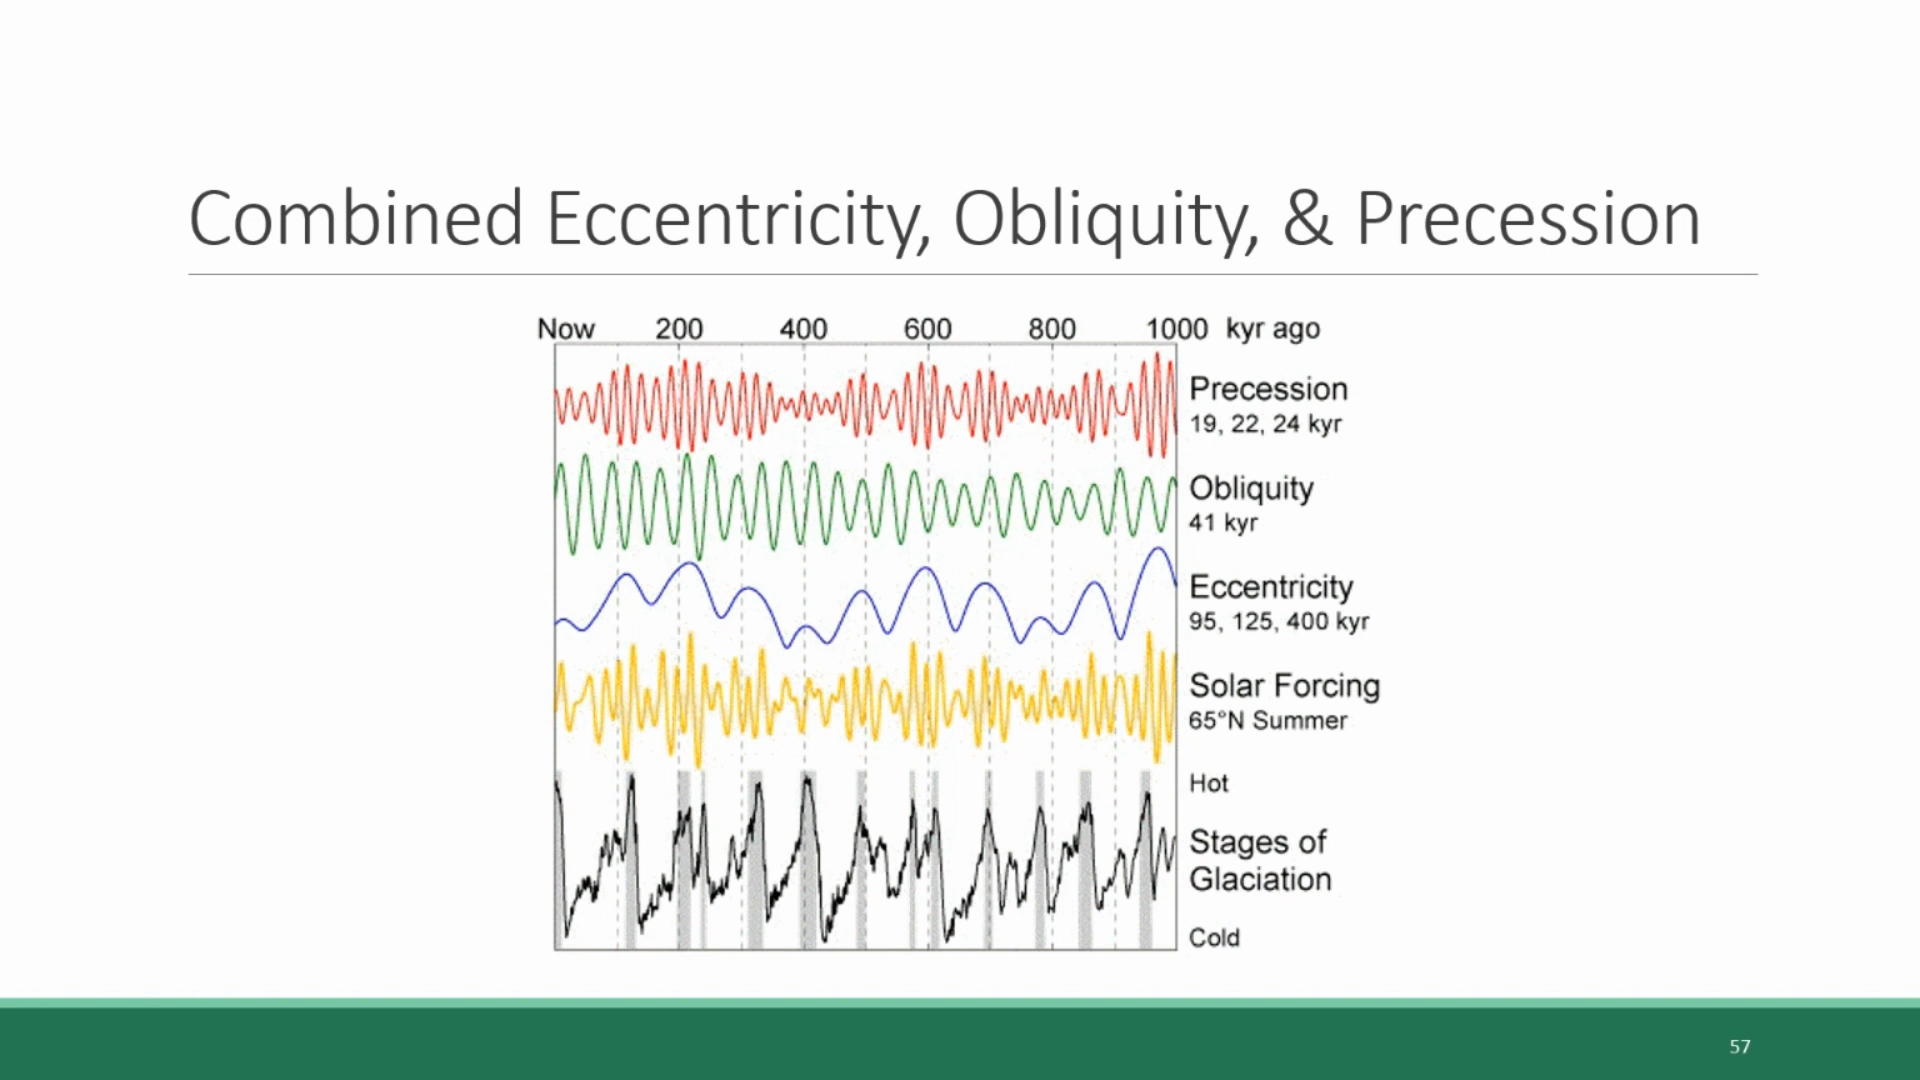 Combined Eccentricity, Obliquity, & Precession
Now 200 400 600 800 1000 kyr ago
Precession
19, 22, 24 kyr
Obliquity
41 kyr
Eccentricity
95, 125, 400 kyr
Solar Forcing
65°N Summer
Hot
Stages of
Glaciation
Cold
57